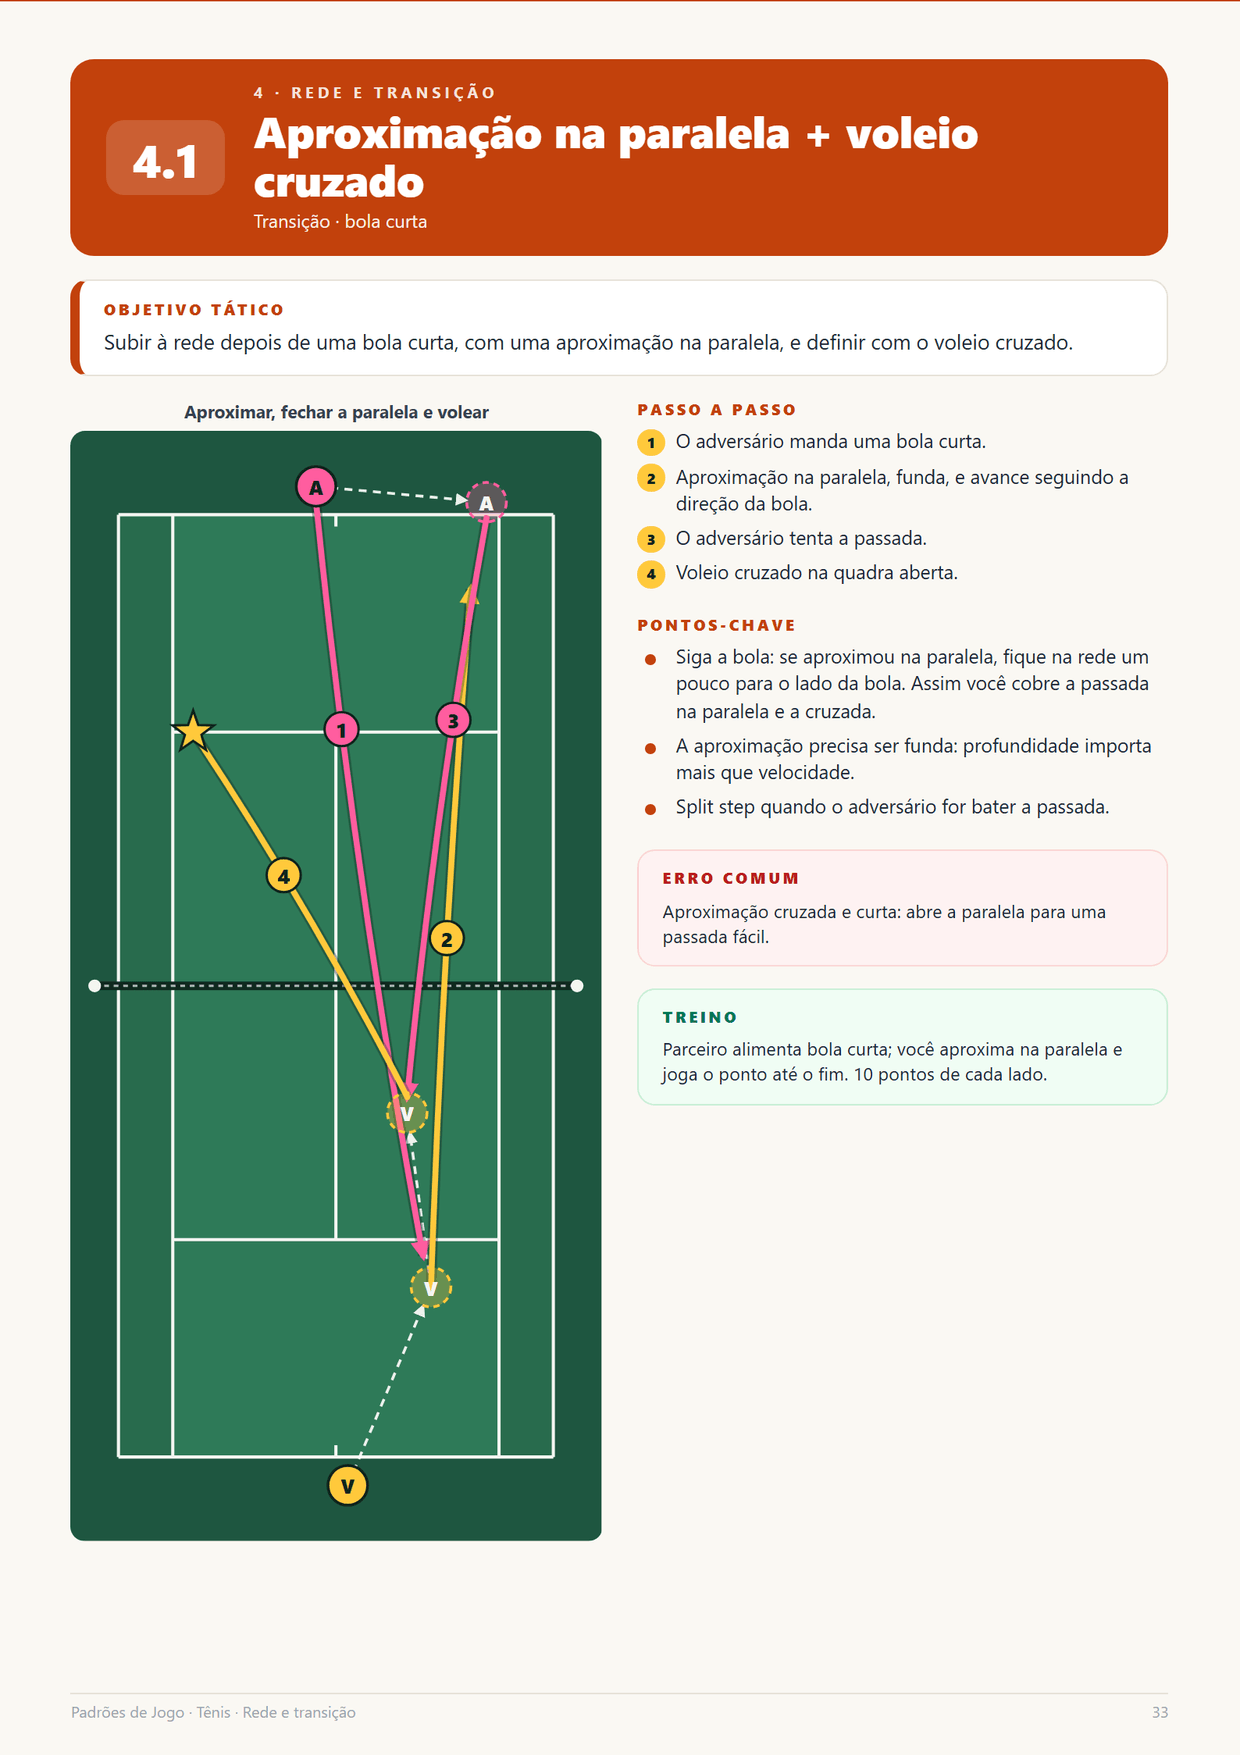 4 · REDE E TRANSIÇÃO
4.1
Aproximação na paralela + voleio
cruzado
Transição · bola curta
OBJETIVO TÁTICO
Subir à rede depois de uma bola curta, com uma aproximação na paralela, e definir com o voleio cruzado.
Aproximar, fechar a paralela e volear
A
A
1
3
4
2
V
V
V
PASSO A PASSO
1 O adversário manda uma bola curta.
2 Aproximação na paralela, funda, e avance seguindo a
direção da bola.
3 O adversário tenta a passada.
4 Voleio cruzado na quadra aberta.
PONTOS-CHAVE
Siga a bola: se aproximou na paralela, fique na rede um
pouco para o lado da bola. Assim você cobre a passada
na paralela e a cruzada.
A aproximação precisa ser funda: profundidade importa
mais que velocidade.
Split step quando o adversário for bater a passada.
ERRO COMUM
Aproximação cruzada e curta: abre a paralela para uma
passada fácil.
TREINO
Parceiro alimenta bola curta; você aproxima na paralela e
joga o ponto até o fim. 10 pontos de cada lado.
Padrões de Jogo · Tênis · Rede e transição
33